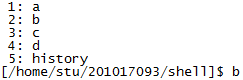 1: a
2: b
3: c
4: d
5: history
[/home/stu/201017093/shell]$ b